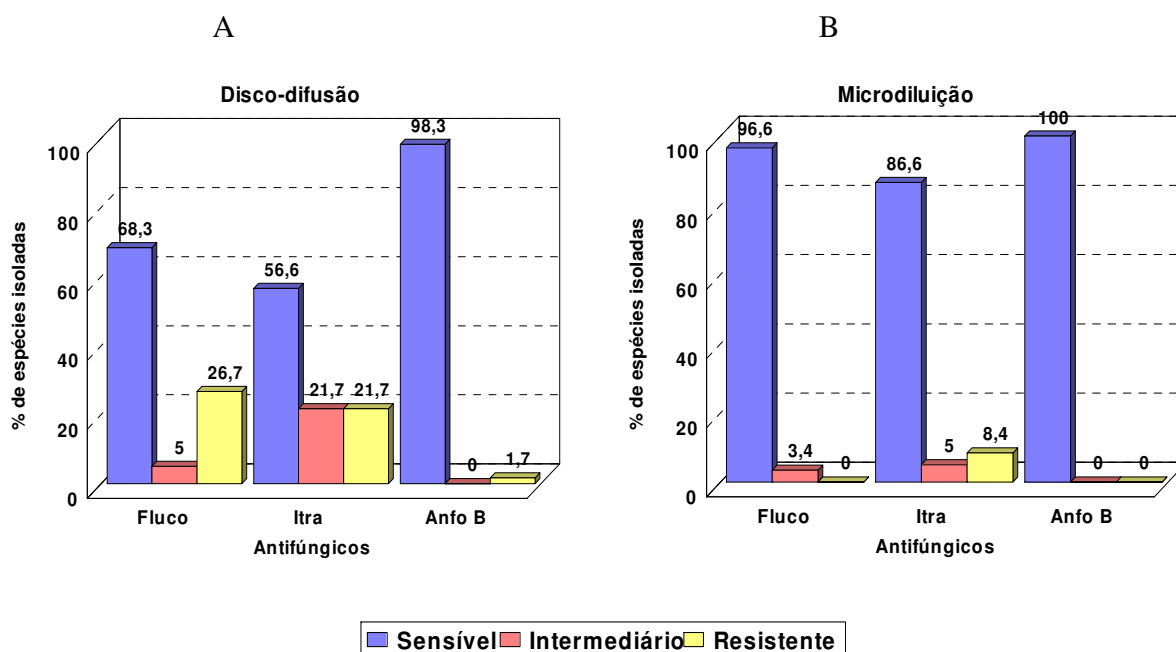 A
B
Disco-difusão
% de espécies isoladas
100
80
60
40
20
0
68,3
5
26,7
56,6
21,7
21,7
98,3
0
1,7
Fluco
Itra
Anfo B
Antifúngicos
Microdiluição
% de espécies isoladas
100
80
60
40
20
0
96,6
3,4
0
86,6
5
8,4
100
0
0
Fluco
Itra
Anfo B
Antifúngicos
Sensível Intermediário Resistente